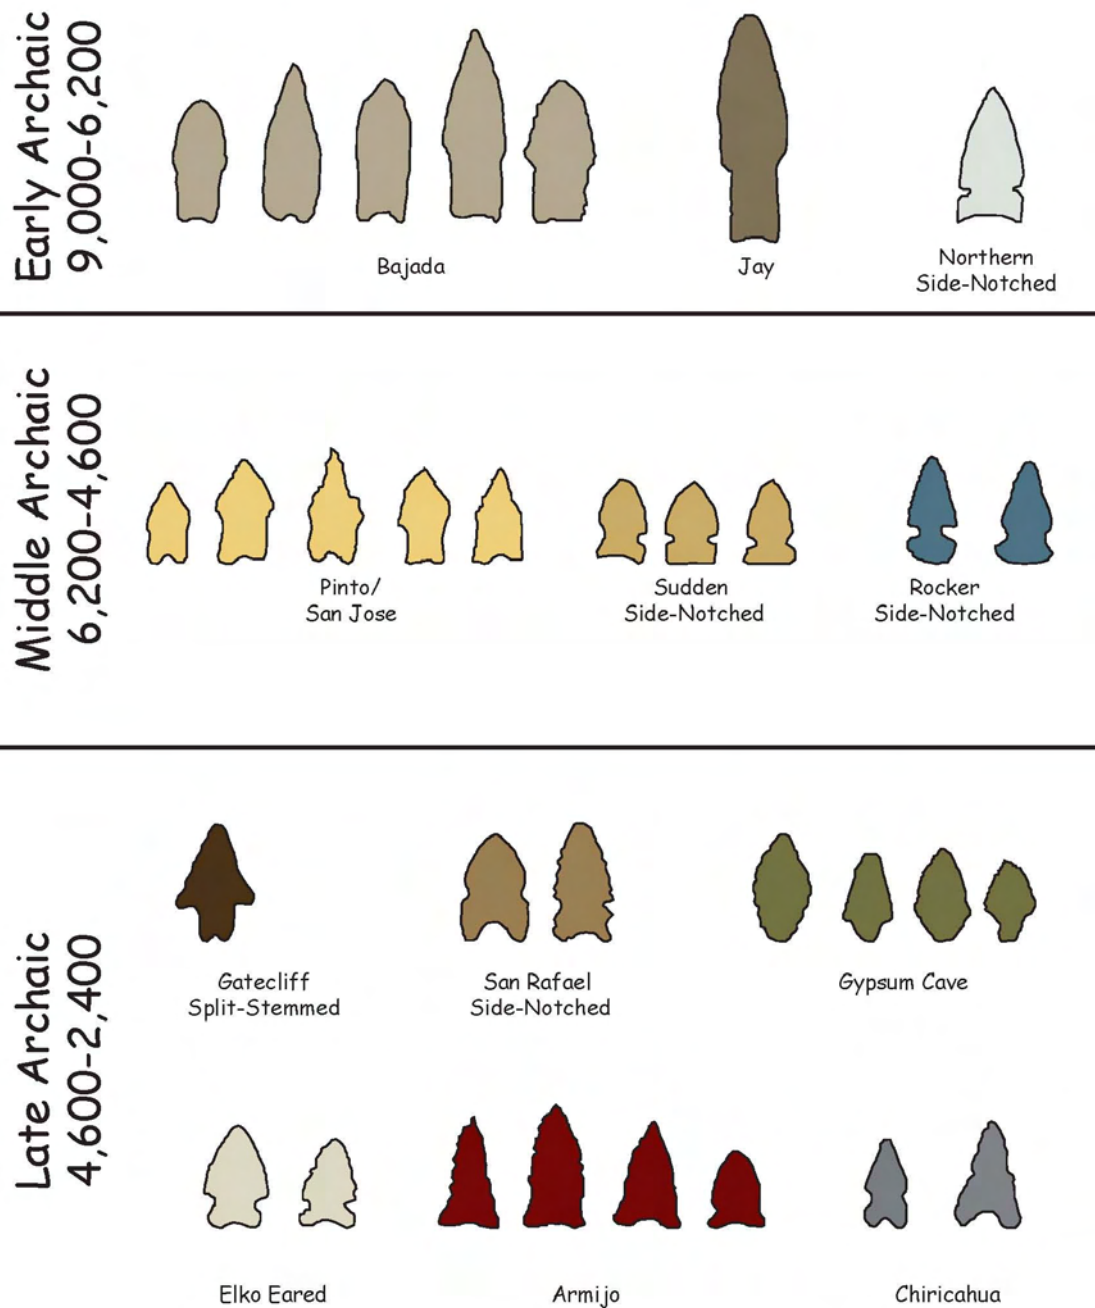 Early Archaic
9,000-6,200
Bajada
Jay
Northern
Side-Notched
Middle Archaic
6,200-4,600
Pinto/
San Jose
Sudden
Side-Notched
Rocker
Side-Notched
Late Archaic
4,600-2,400
Gatecliff
Split-Stemmed
San Rafael
Side-Notched
Gypsum Cave
Elko Eared
Armijo
Chiricahua